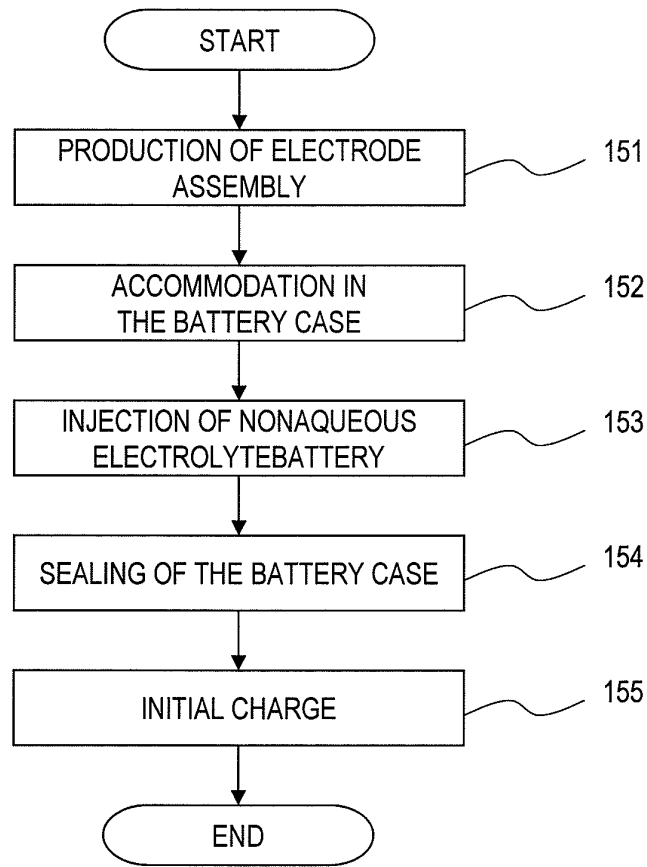 START
PRODUCTION OF ELECTRODE
ASSEMBLY
151
ACCOMMODATION IN
THE BATTERY CASE
152
INJECTION OF NONAQUEOUS
ELECTROLYTEBATTERY
153
SEALING OF THE BATTERY CASE
154
INITIAL CHARGE
155
END